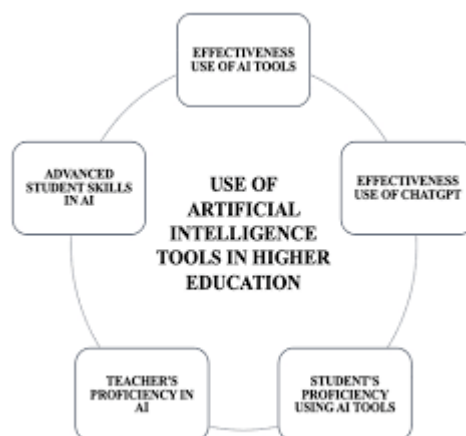 EFFECTIVENESS
USE OF AI TOOLS
ADVANCED
STUDENT SKILLS
IN AI
EFFECTIVENESS
USE OF CHATGPT
USE OF
ARTIFICIAL
INTELLIGENCE
TOOLS IN HIGHER
EDUCATION
TEACHER'S
PROFICIENCY IN
AI
STUDENT'S
PROFICIENCY
USING AI TOOLS